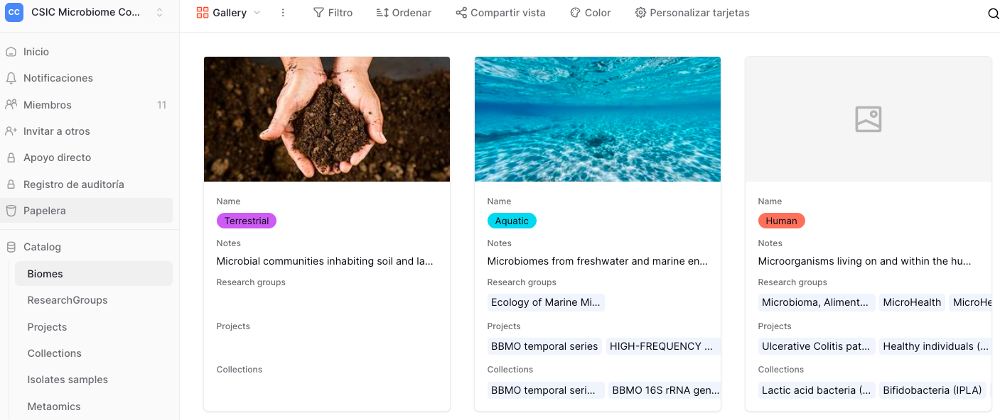 CC CSIC Microbiome Co...
Gallery
Filtro
Ordenar
Compartir vista
Color
Personalizar tarjetas
Inicio
Notificaciones
Miembros 11
Invitar a otros
Apoyo directo
Registro de auditoría
Papelera
Catalog
Biomes
ResearchGroups
Projects
Collections
Isolates samples
Metaomics
Name
Terrestrial
Notes
Microbial communities inhabiting soil and la...
Research groups
Projects
Collections
Name
Aquatic
Notes
Microbiomes from freshwater and marine en...
Research groups
Ecology of Marine Mi...
Projects
BBMO temporal series HIGH-FREQUENCY ...
Collections
BBMO temporal seri... BBMO 16S rRNA gen...
Name
Human
Notes
Microorganisms living on and within the hu...
Research groups
Microbioma, Aliment... MicroHealth MicroHe
Projects
Ulcerative Colitis pat... Healthy individuals (...
Collections
Lactic acid bacteria (... Bifidobacteria (IPLA)